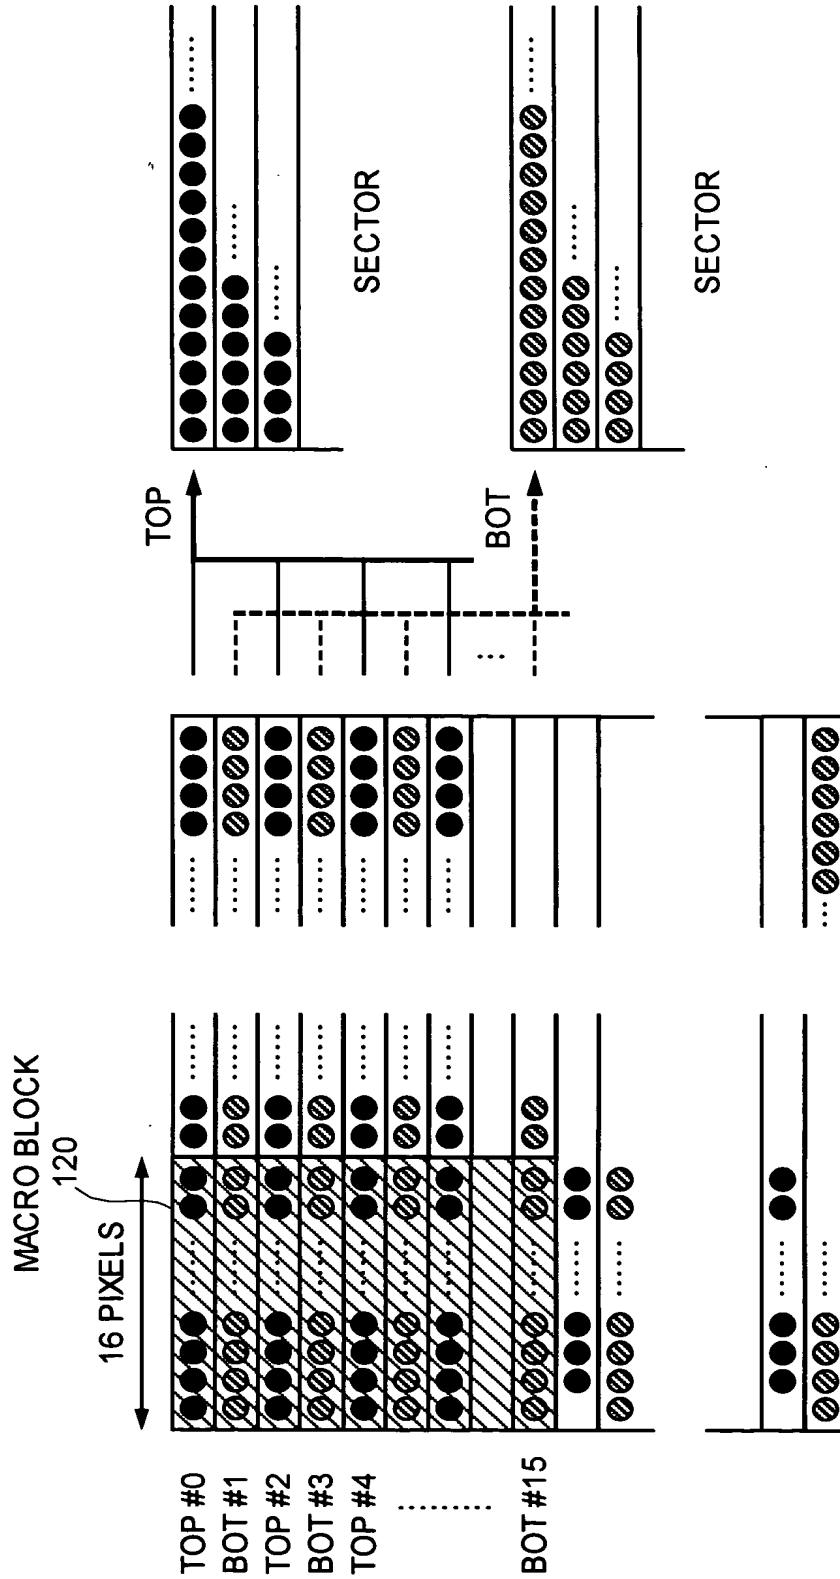 MACRO BLOCK
120
16 PIXELS
TOP #0
BOT #1
TOP #2
BOT #3
TOP #4
BOT #15
TOP
BOT
SECTOR
SECTOR